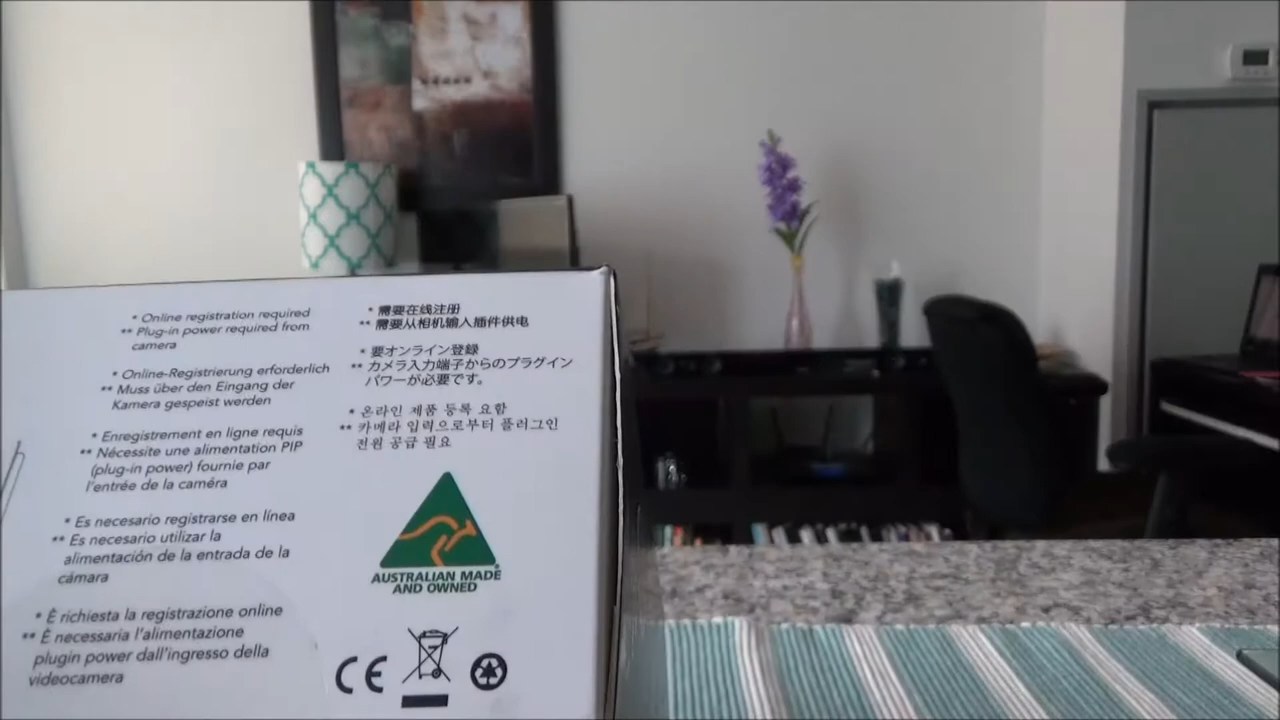 * Online registration required
** Plug-in power required from
camera
* Online-Registrierung erforderlich
** Muss über den Eingang der
Kamera gespeist werden
* Enregistrement en ligne requis
** Nécessite une alimentation PIP
(plug-in power) fournie par
l'entrée de la caméra
* Es necesario registrarse en línea
** Es necesario utilizar la
alimentación de la entrada de la
cámara
* È richiesta la registrazione online
** È necessaria l'alimentazione
plugin power dall'ingresso della
videocamera
* 需要在线注册
** 需要从相机输入插件供电
* 要オンライン登録
** カメラ入力端子からのプラグイン
パワーが必要です。
* 온라인 제품 등록 요함
** 카메라 입력으로부터 플러그인
전원 공급 필요
AUSTRALIAN MADE
AND OWNED
CE